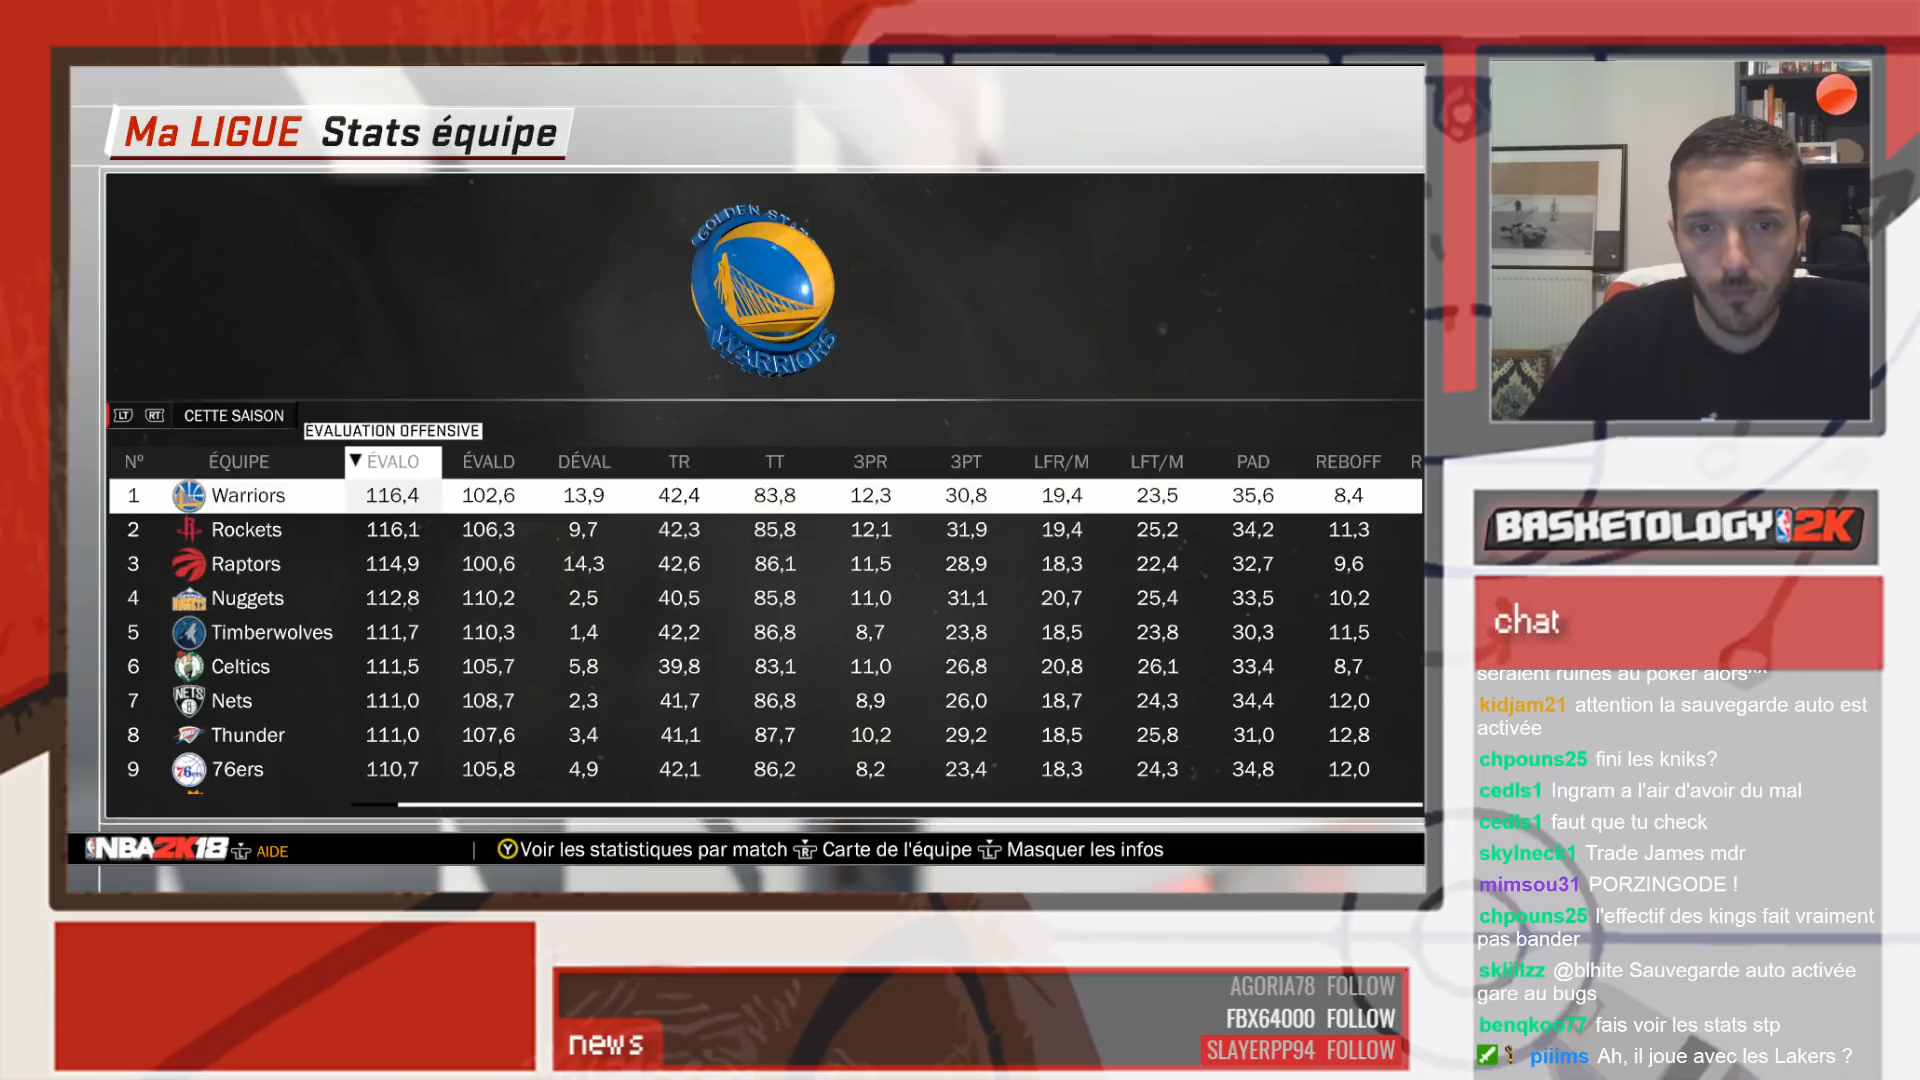 Ma LIGUE Stats équipe
GOLDEN STATE
WARRIORS
LT RT CETTE SAISON
EVALUATION OFFENSIVE
N° ÉQUIPE ▼ ÉVALO ÉVALD DÉVAL TR TT 3PR 3PT LFR/M LFT/M PAD REBOFF R
1 Warriors 116,4 102,6 13,9 42,4 83,8 12,3 30,8 19,4 23,5 35,6 8,4
2 Rockets 116,1 106,3 9,7 42,3 85,8 12,1 31,9 19,4 25,2 34,2 11,3
3 Raptors 114,9 100,6 14,3 42,6 86,1 11,5 28,9 18,3 22,4 32,7 9,6
4 Nuggets 112,8 110,2 2,5 40,5 85,8 11,0 31,1 20,7 25,4 33,5 10,2
5 Timberwolves 111,7 110,3 1,4 42,2 86,8 8,7 23,8 18,5 23,8 30,3 11,5
6 Celtics 111,5 105,7 5,8 39,8 83,1 11,0 26,8 20,8 26,1 33,4 8,7
7 NETS Nets 111,0 108,7 2,3 41,7 86,8 8,9 26,0 18,7 24,3 34,4 12,0
8 Thunder 111,0 107,6 3,4 41,1 87,7 10,2 29,2 18,5 25,8 31,0 12,8
9 76ers 110,7 105,8 4,9 42,1 86,2 8,2 23,4 18,3 24,3 34,8 12,0
NBA2K18 L AIDE | Y Voir les statistiques par match R Carte de l'équipe L Masquer les infos
BASKETOLOGY 2K
chat
seraient ruinés au poker alors^^
kidjam21 attention la sauvegarde auto est
activée
chpouns25 fini les kniks?
cedls1 Ingram a l'air d'avoir du mal
cedls1 faut que tu check
skylneck1 Trade James mdr
mimsou31 PORZINGODE !
chpouns25 l'effectif des kings fait vraiment
pas bander
skliilzz @blhite Sauvegarde auto activée
gare au bugs
benqkoo77 fais voir les stats stp
piiims Ah, il joue avec les Lakers ?
news
AGORIA78 FOLLOW
FBX64000 FOLLOW
SLAYERPP94 FOLLOW